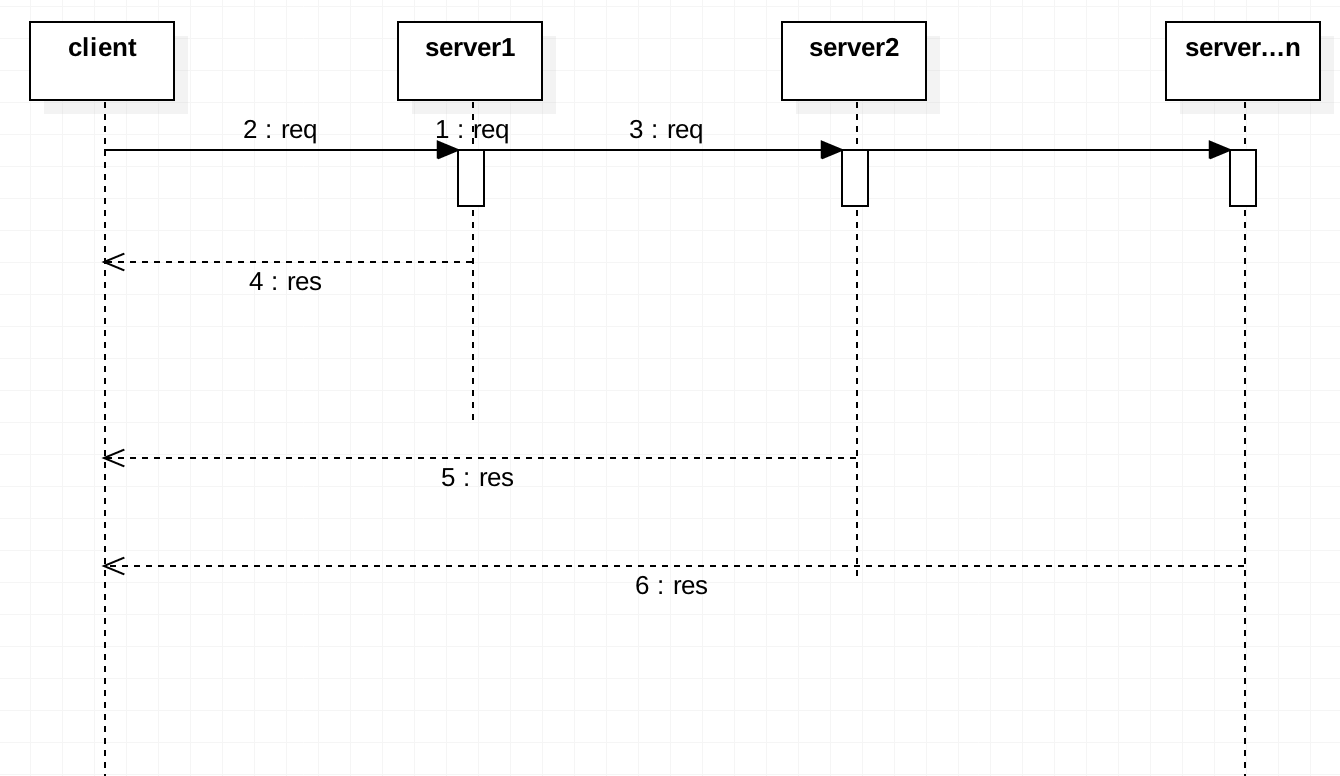 client
server1
server2
server...n
2 : req
1 : req
3 : req
4 : res
5 : res
6 : res